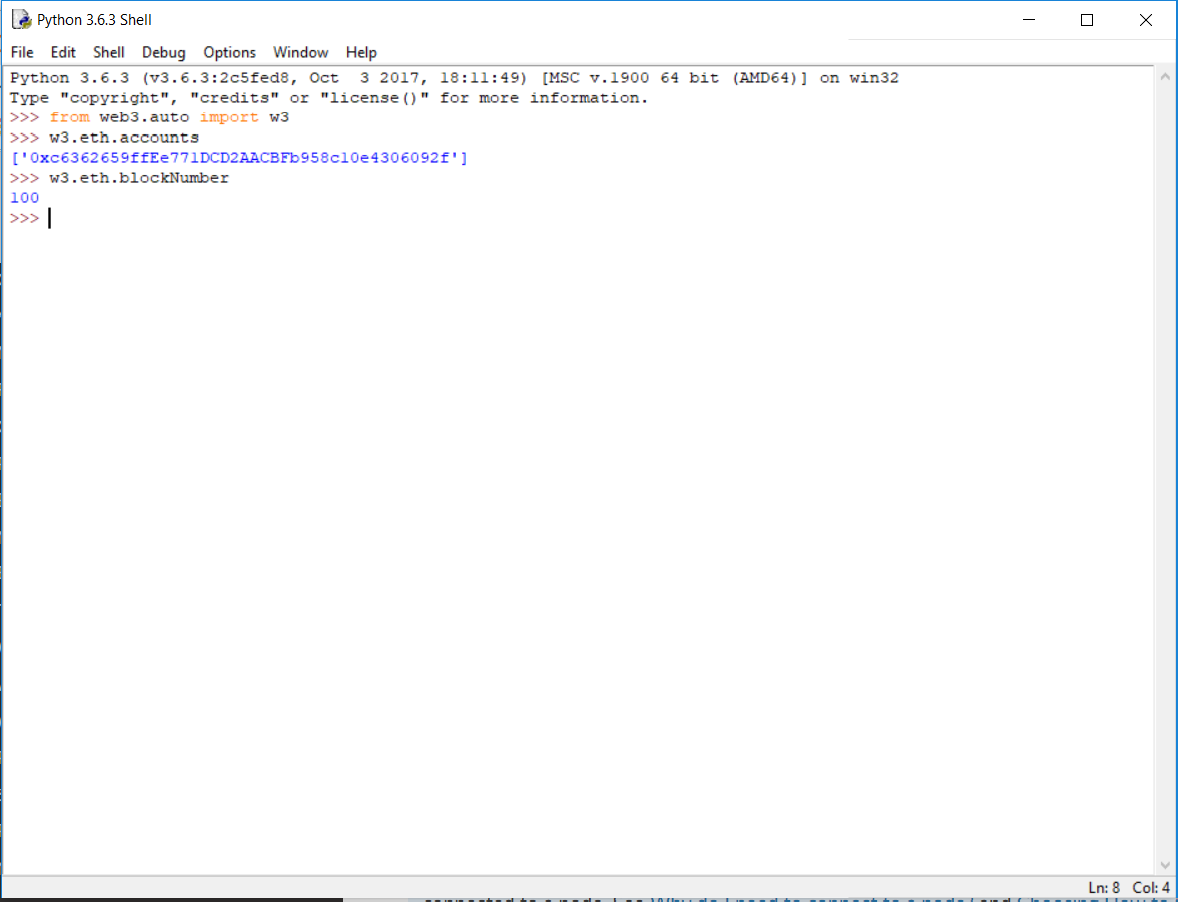 Python 3.6.3 Shell
File Edit Shell Debug Options Window Help
Python 3.6.3 (v3.6.3:2c5fed8, Oct  3 2017, 18:11:49) [MSC v.1900 64 bit (AMD64)] on win32
Type "copyright", "credits" or "license()" for more information.
>>> from web3.auto import w3
>>> w3.eth.accounts
['0xc6362659ffEe771DCD2AACBFb958c10e4306092f']
>>> w3.eth.blockNumber
100
>>>
Ln: 8 Col: 4